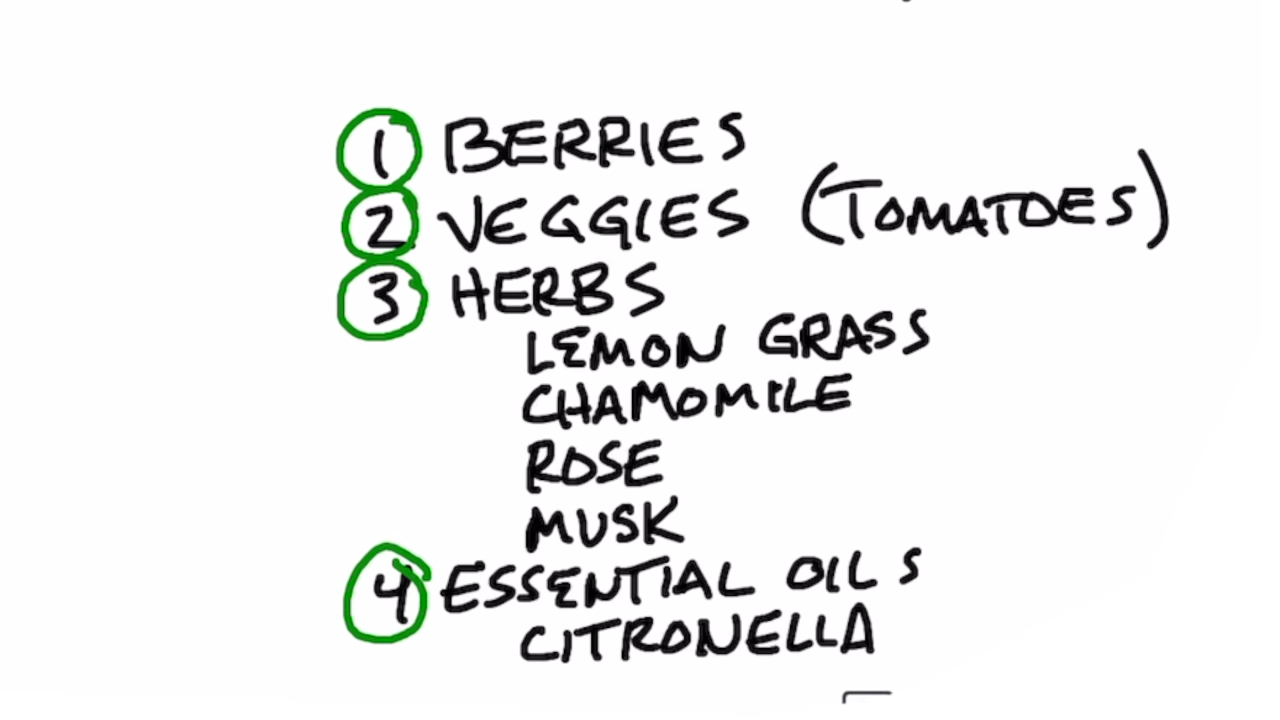 1 BERRIES
2 VEGGIES (TOMATOES)
3 HERBS
LEMON GRASS
CHAMOMILE
ROSE
MUSK
4 ESSENTIAL OILS
CITRONELLA